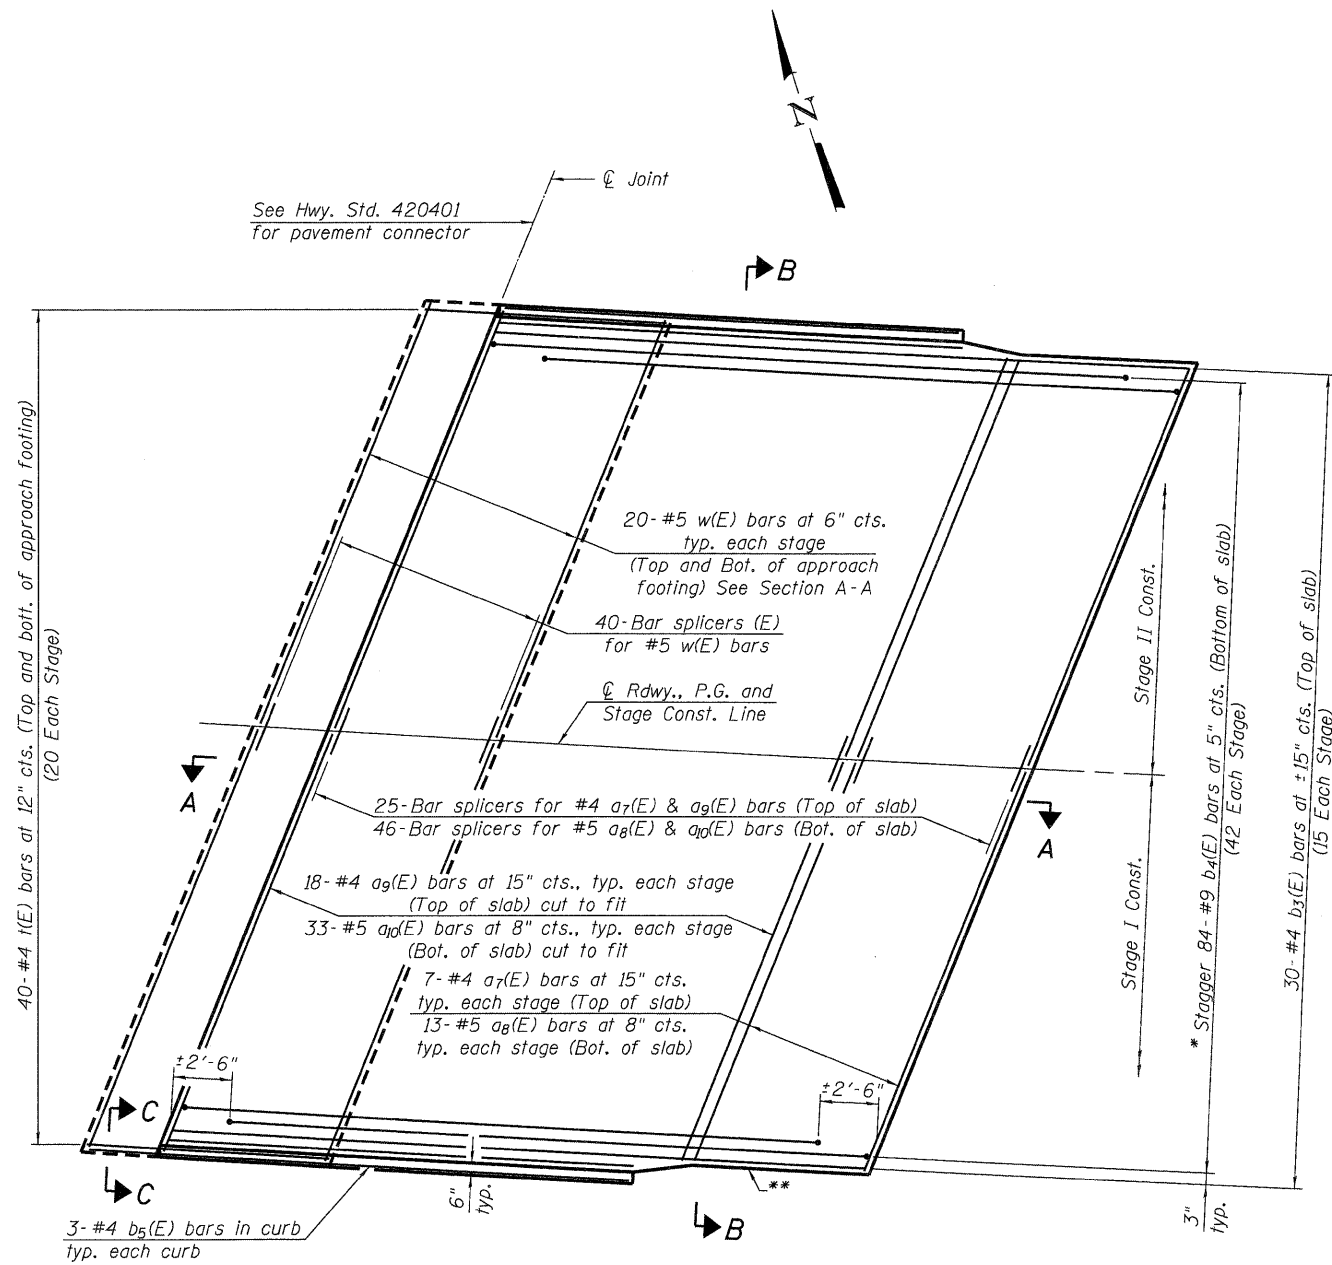 N
℄ Joint
See Hwy. Std. 420401
for pavement connector
B
40-#4 t(E) bars at 12" cts. (Top and bott. of approach footing)
(20 Each Stage)
20-#5 w(E) bars at 6" cts.
typ. each stage
(Top and Bot. of approach
footing) See Section A-A
40-Bar splicers (E)
for #5 w(E) bars
℄ Rdwy., P.G. and
Stage Const. Line
Stage II Const.
Stage I Const.
* Stagger 84-#9 b4(E) bars at 5" cts. (Bottom of slab)
(42 Each Stage)
30-#4 b3(E) bars at ±15" cts. (Top of slab)
(15 Each Stage)
A
A
25-Bar splicers for #4 a7(E) & a9(E) bars (Top of slab)
46-Bar splicers for #5 a8(E) & a10(E) bars (Bot. of slab)
18-#4 a9(E) bars at 15" cts., typ. each stage
(Top of slab) cut to fit
33-#5 a10(E) bars at 8" cts., typ. each stage
(Bot. of slab) cut to fit
7-#4 a7(E) bars at 15" cts.
typ. each stage (Top of slab)
13-#5 a8(E) bars at 8" cts.
typ. each stage (Bot. of slab)
±2'-6"
±2'-6"
C
C
6"
typ.
**
B
3"
typ.
3-#4 b5(E) bars in curb
typ. each curb